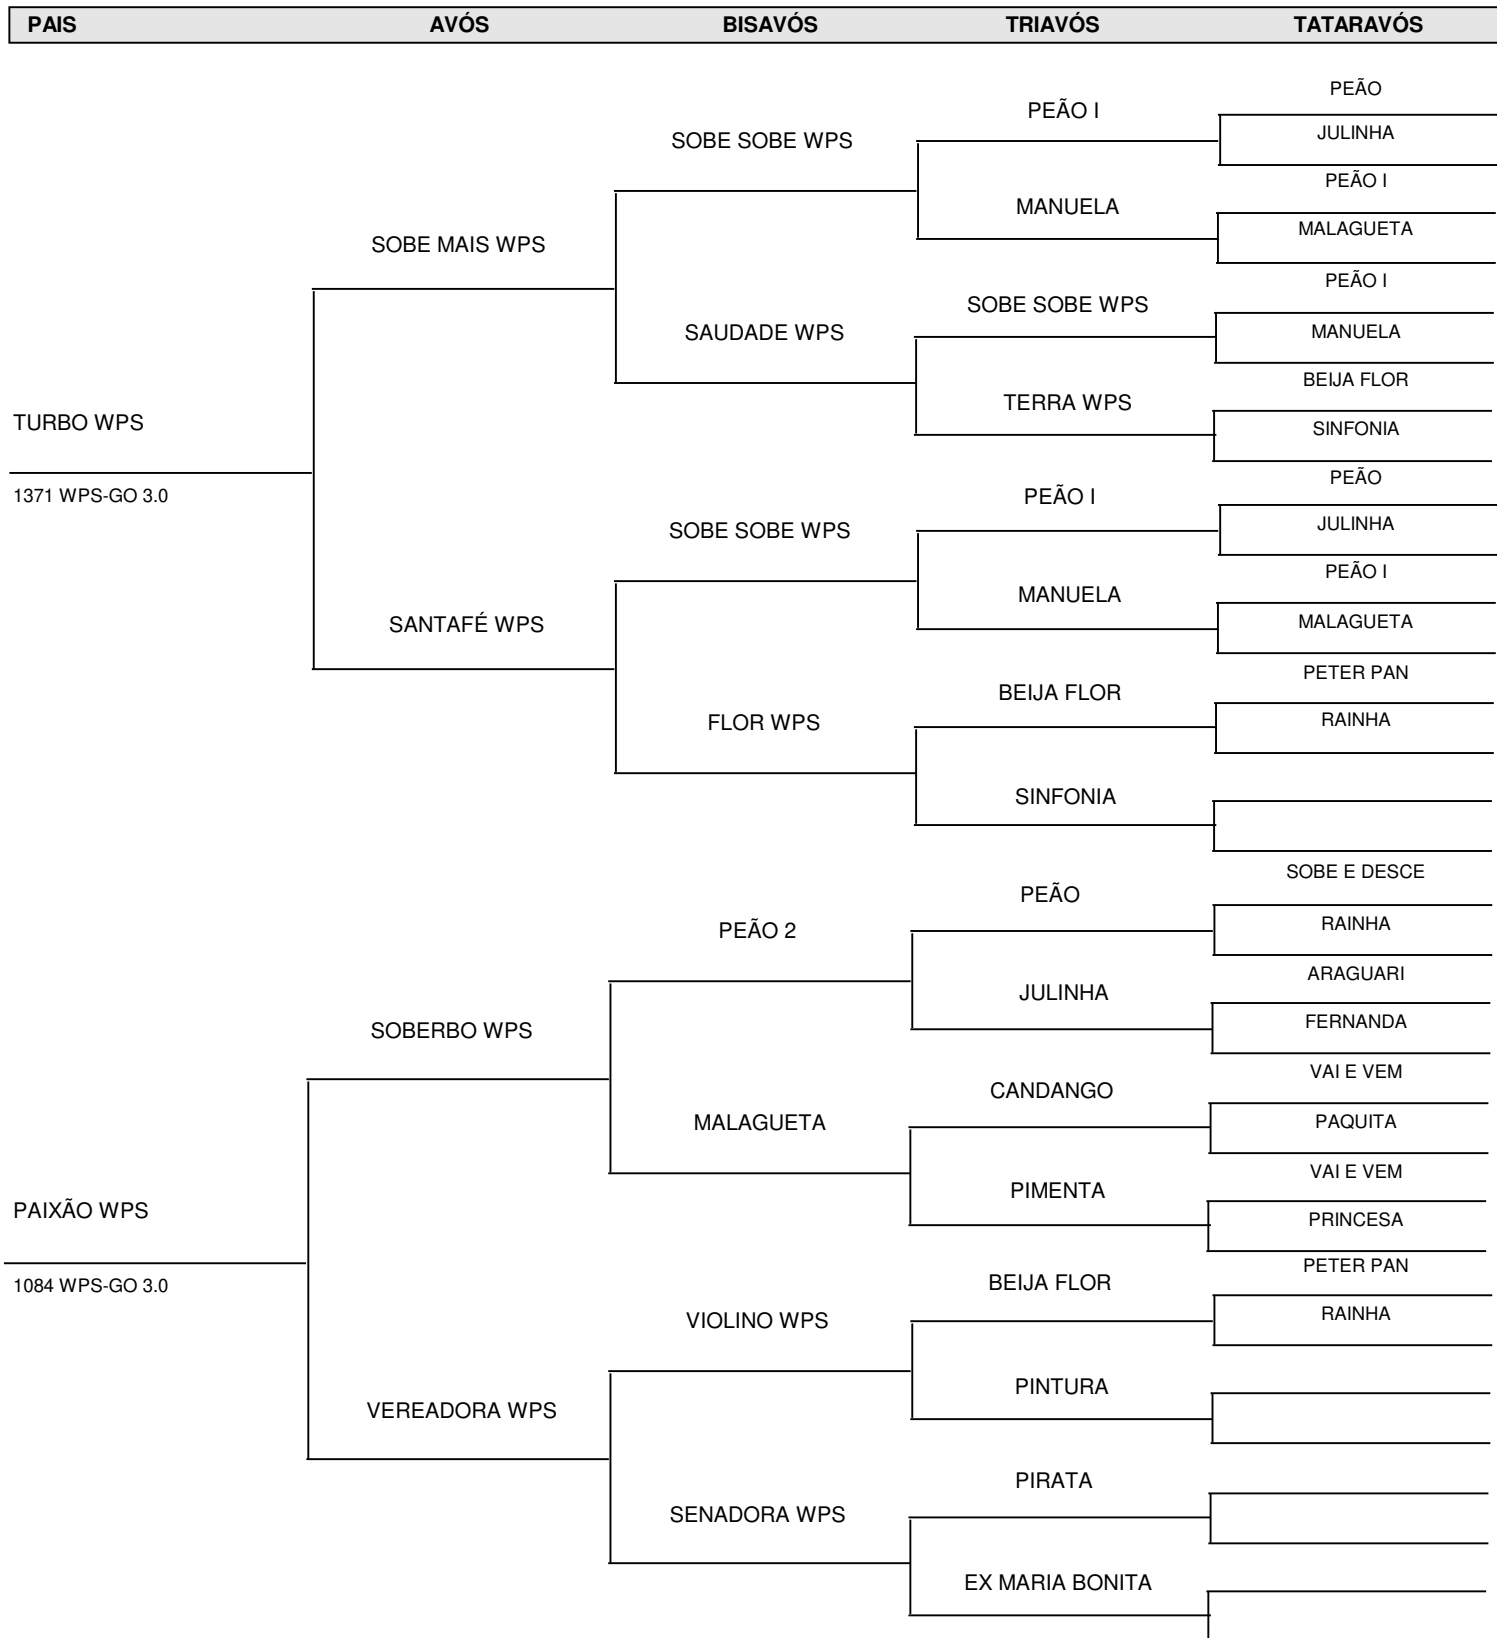 PAIS AVÓS BISAVÓS TRIAVÓS TATARAVÓS
PEÃO
PEÃO I
JULINHA
SOBE SOBE WPS
PEÃO I
MANUELA
MALAGUETA
SOBE MAIS WPS
PEÃO I
SOBE SOBE WPS
SAUDADE WPS
MANUELA
BEIJA FLOR
TERRA WPS
TURBO WPS
SINFONIA
PEÃO
1371 WPS-GO 3.0
PEÃO I
JULINHA
SOBE SOBE WPS
PEÃO I
MANUELA
SANTAFÉ WPS
MALAGUETA
PETER PAN
BEIJA FLOR
FLOR WPS
RAINHA
SINFONIA
SOBE E DESCE
PEÃO
RAINHA
PEÃO 2
ARAGUARI
JULINHA
FERNANDA
SOBERBO WPS
VAI E VEM
CANDANGO
MALAGUETA
PAQUITA
VAI E VEM
PIMENTA
PAIXÃO WPS
PRINCESA
PETER PAN
1084 WPS-GO 3.0
BEIJA FLOR
RAINHA
VIOLINO WPS
PINTURA
VEREADORA WPS
PIRATA
SENADORA WPS
EX MARIA BONITA